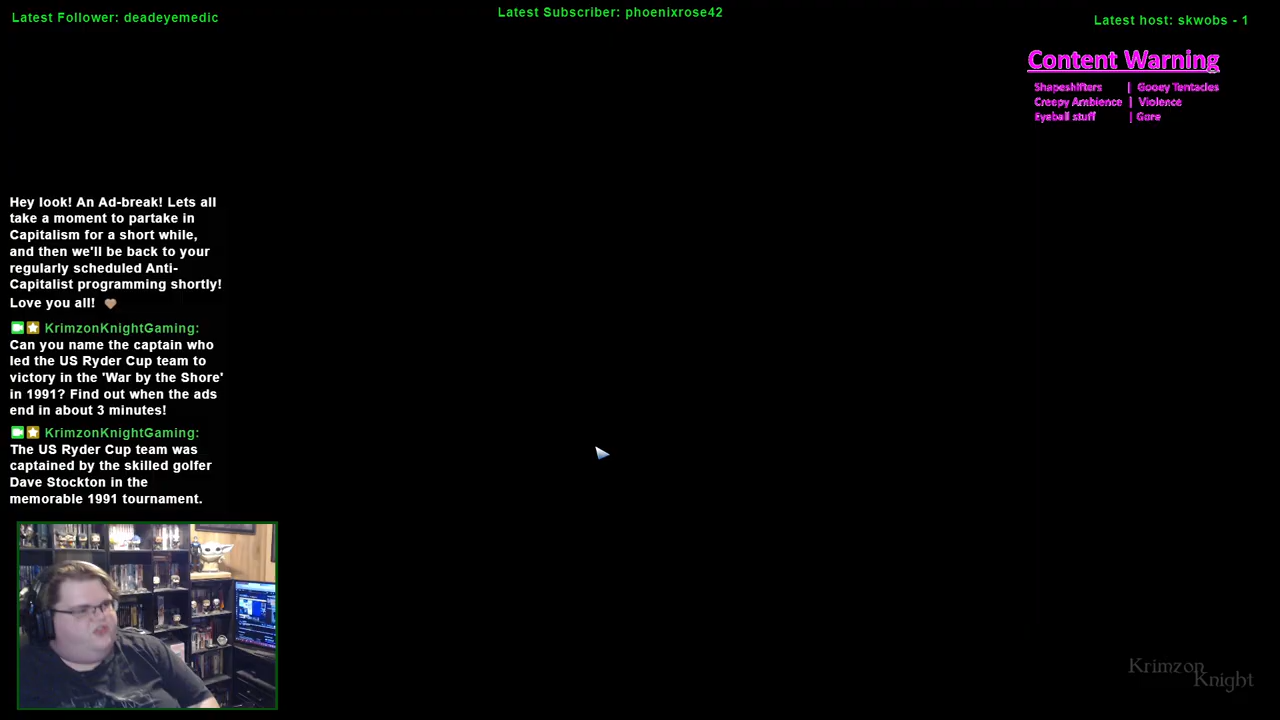 Latest Follower: deadeyemedic
Latest Subscriber: phoenixrose42
Latest host: skwobs - 1
Content Warning
Shapeshifters | Gooey Tentacles
Creepy Ambience | Violence
Eyeball stuff | Gore
Hey look! An Ad-break! Lets all
take a moment to partake in
Capitalism for a short while,
and then we'll be back to your
regularly scheduled Anti-
Capitalist programming shortly!
Love you all!
KrimzonKnightGaming:
Can you name the captain who
led the US Ryder Cup team to
victory in the 'War by the Shore'
in 1991? Find out when the ads
end in about 3 minutes!
KrimzonKnightGaming:
The US Ryder Cup team was
captained by the skilled golfer
Dave Stockton in the
memorable 1991 tournament.
Krimzon
Knight